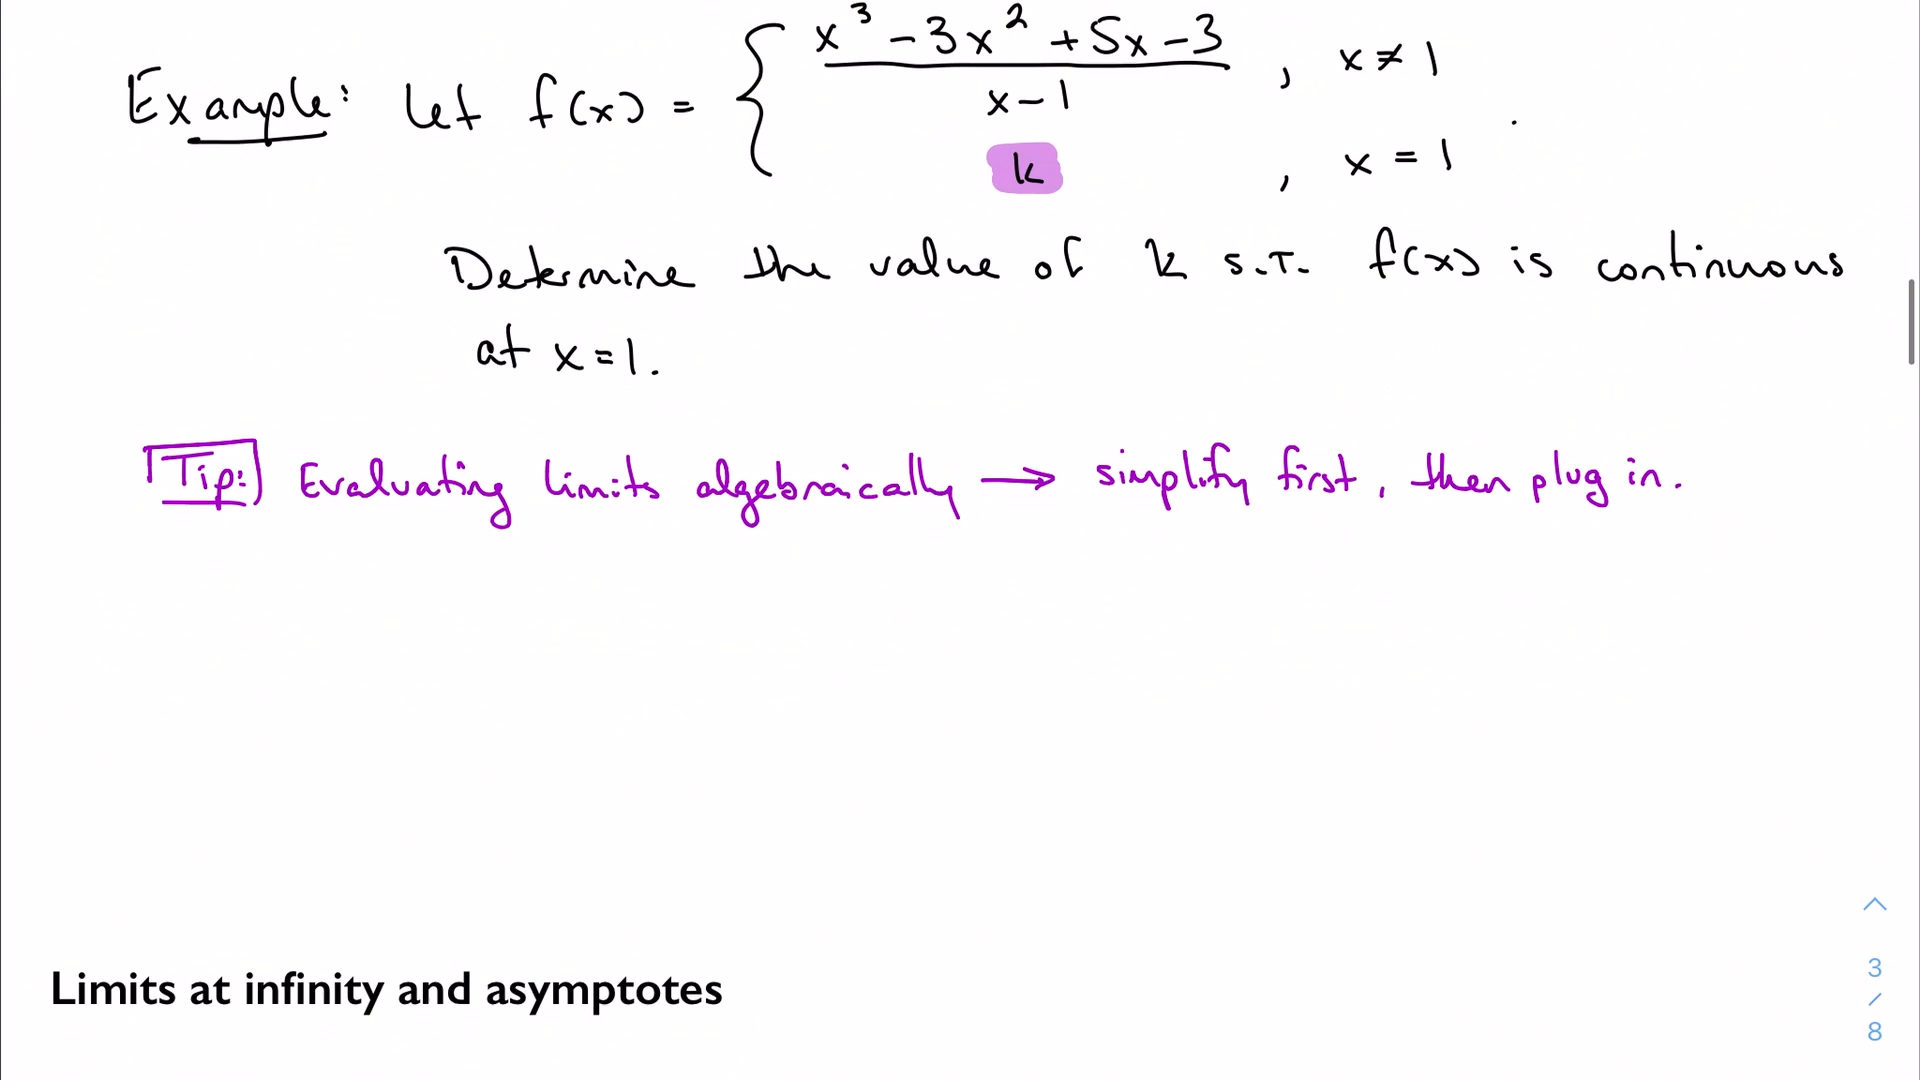 Example: Let f(x) = { x³ - 3x² + 5x - 3 / x - 1 , x ≠ 1
k , x = 1
Determine the value of k s.t. f(x) is continuous
at x = 1.
Tip: Evaluating limits algebraically → simplify first, then plug in.
Limits at infinity and asymptotes
3
/
8